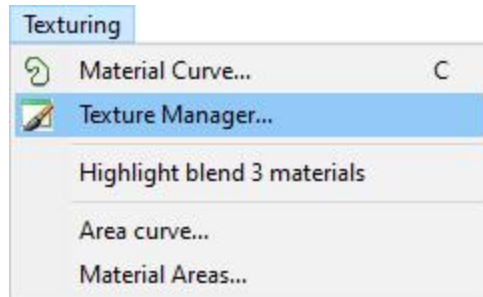 Texturing
Material Curve... C
Texture Manager...
Highlight blend 3 materials
Area curve...
Material Areas...